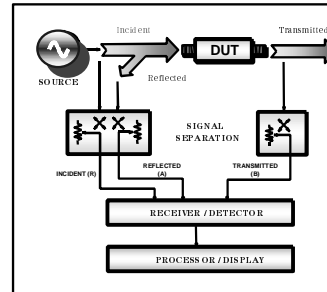 Incident
Transmitted
DUT
SOURCE
Reflected
SIGNAL
SEPARATION
INCIDENT (R)
REFLECTED
(A)
TRANSMITTED
(B)
RECEIVER / DETECTOR
PROCESSOR / DISPLAY